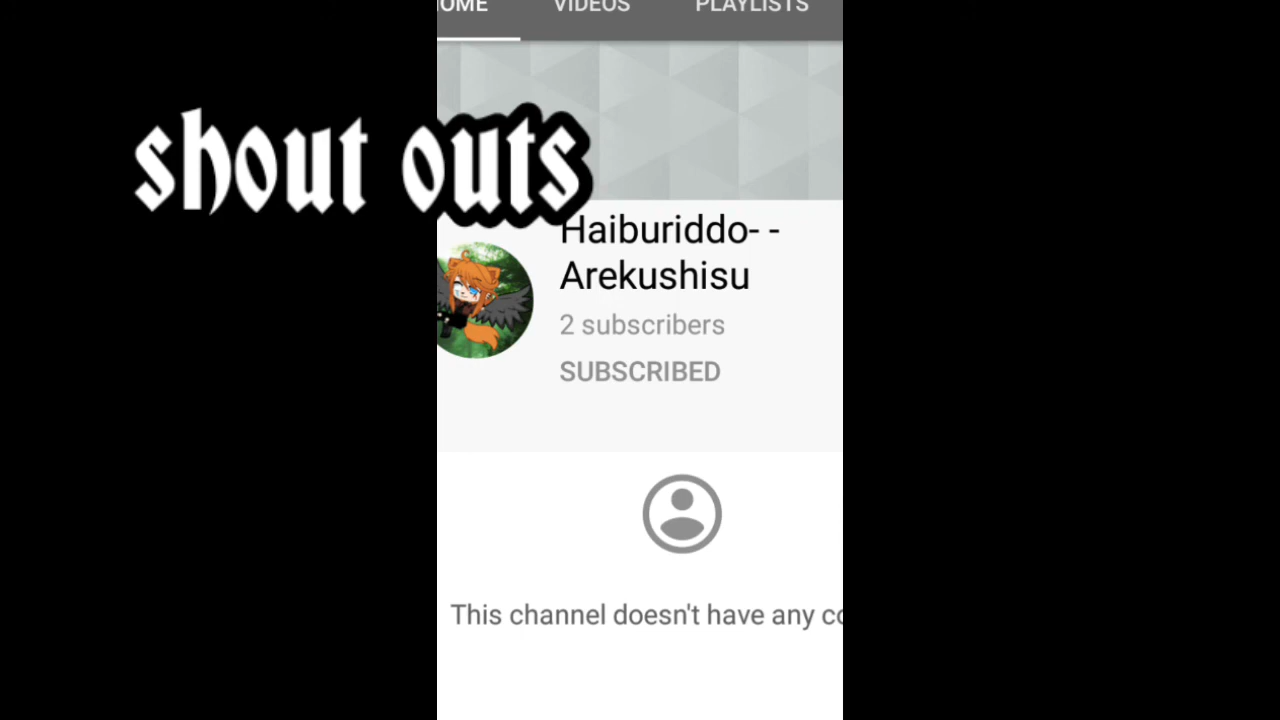 OME VIDEOS PLAYLISTS
shout outs
Haiburiddo- -
Arekushisu
2 subscribers
SUBSCRIBED
This channel doesn't have any co